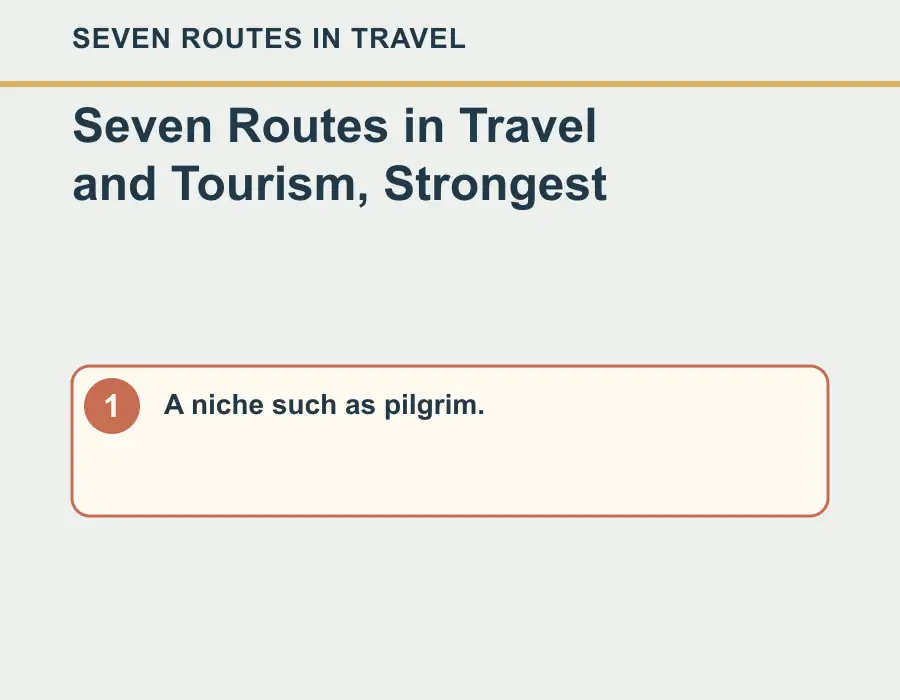 SEVEN ROUTES IN TRAVEL
Seven Routes in Travel
and Tourism, Strongest
1
A niche such as pilgrim.